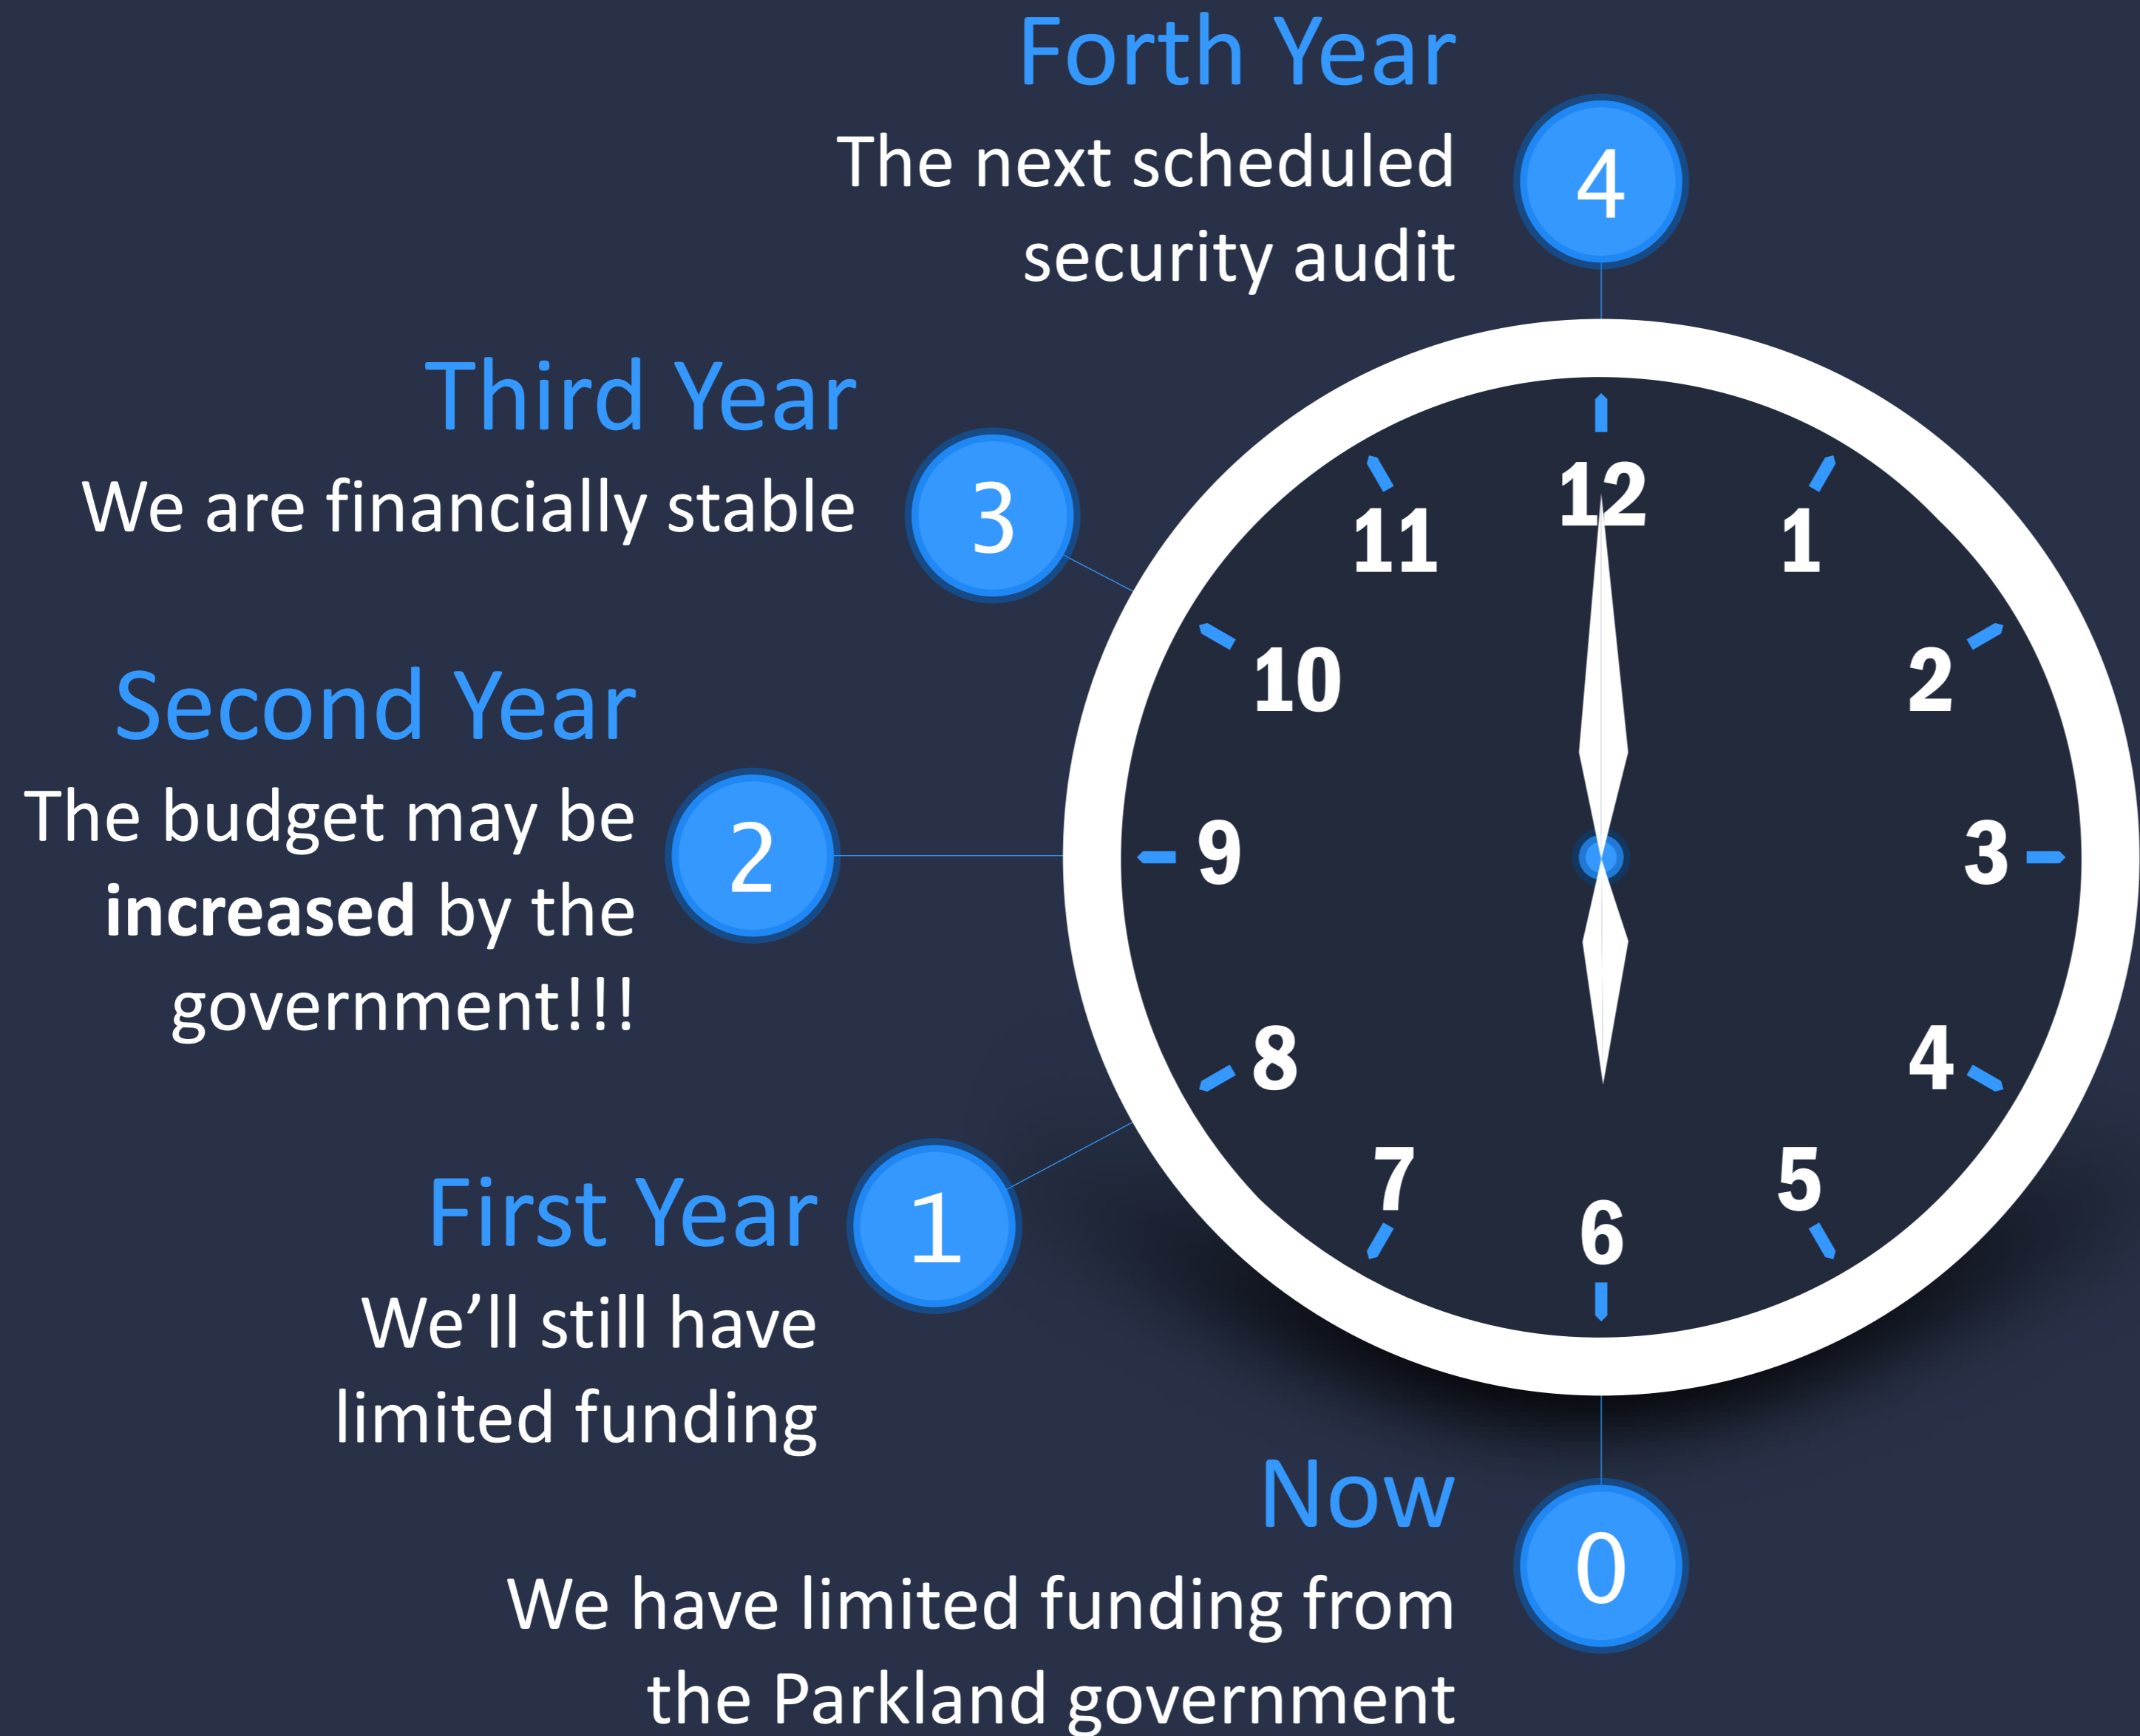 Forth Year
The next scheduled
security audit
4
Third Year
We are financially stable
3
Second Year
The budget may be
increased by the
government!!!
2
First Year
We’ll still have
limited funding
1
Now
We have limited funding from
the Parkland government
0
12
1
2
3
4
5
6
7
8
9
10
11